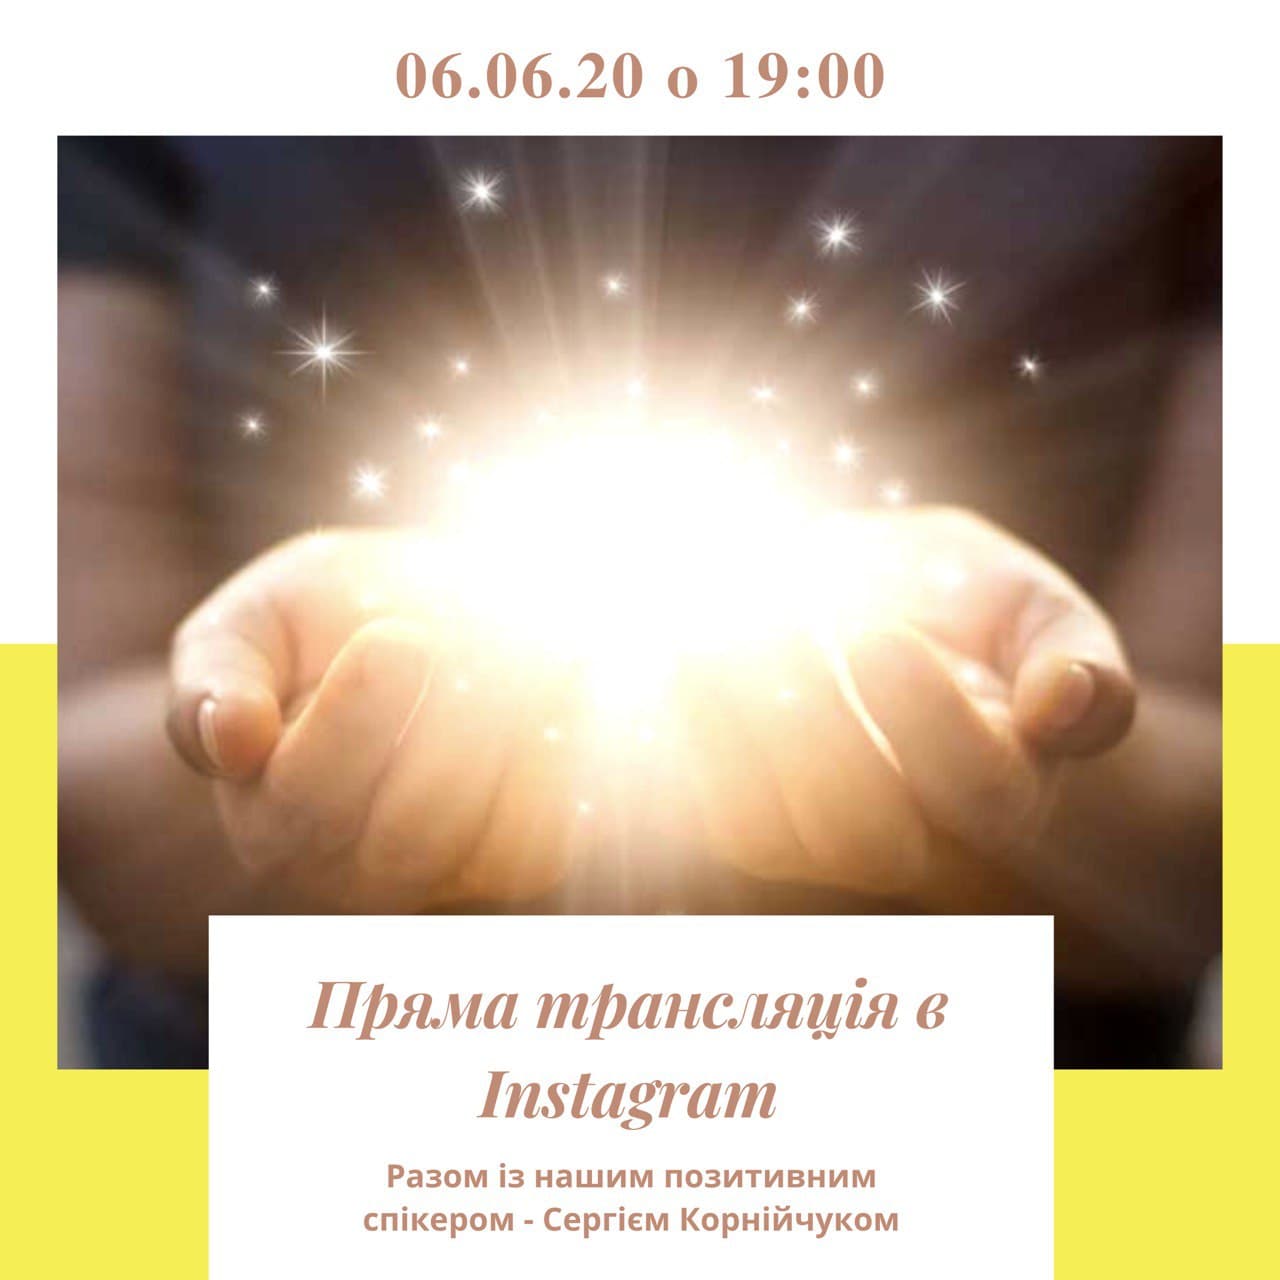 06.06.20 о 19:00
Пряма трансляція в
Instagram
Разом із нашим позитивним
спікером - Сергієм Корнійчуком